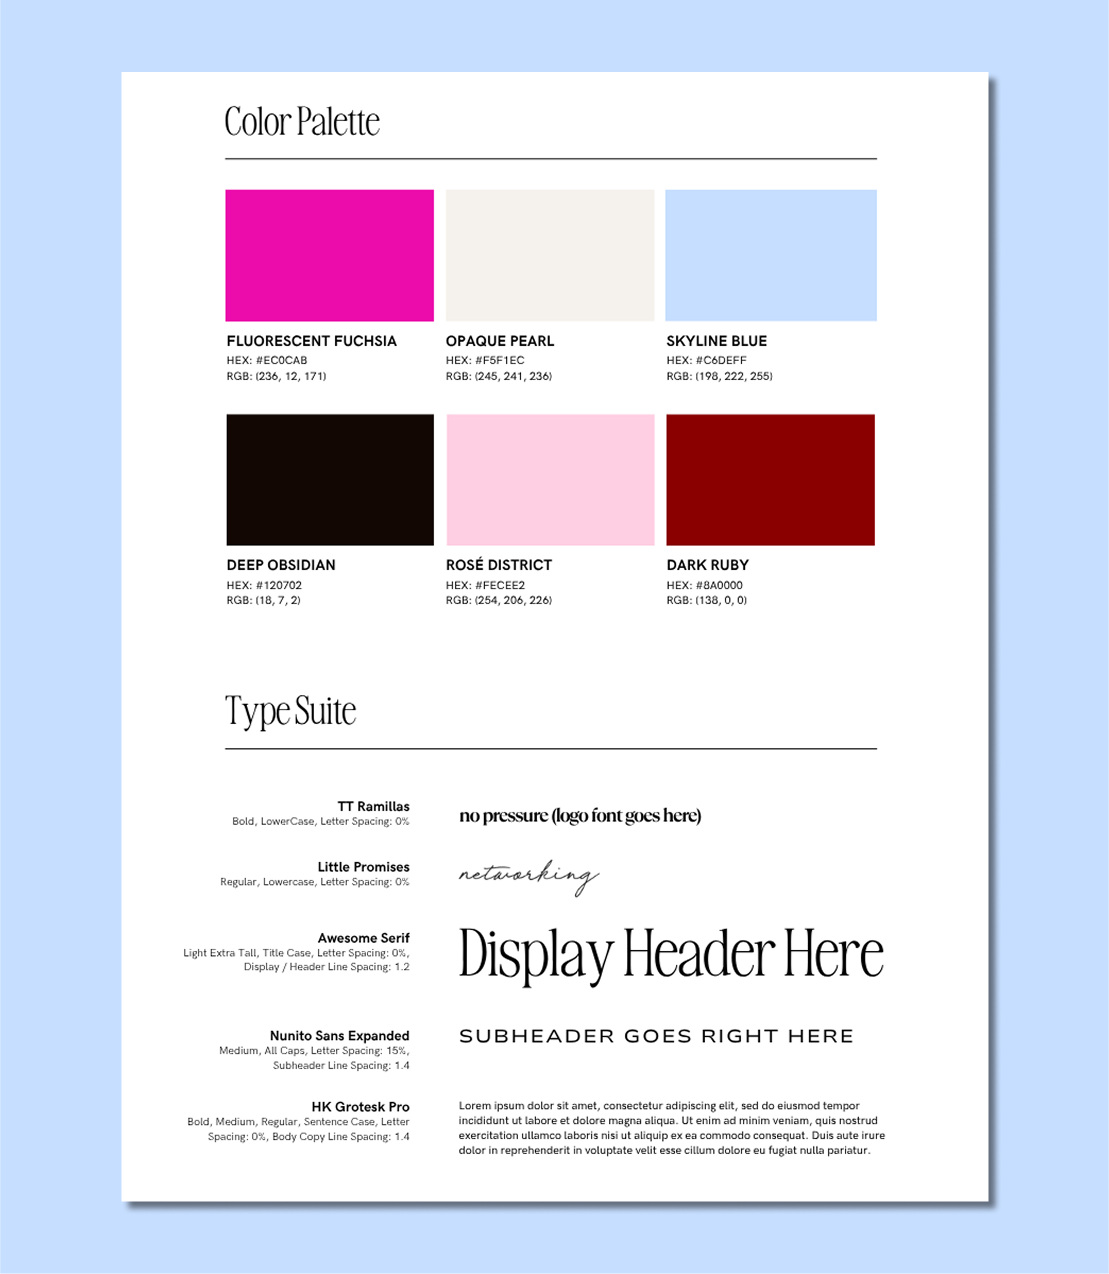 Color Palette
FLUORESCENT FUCHSIA
HEX: #EC0CAB
RGB: (236, 12, 171)
OPAQUE PEARL
HEX: #F5F1EC
RGB: (245, 241, 236)
SKYLINE BLUE
HEX: #C6DEFF
RGB: (198, 222, 255)
DEEP OBSIDIAN
HEX: #120702
RGB: (18, 7, 2)
ROSÉ DISTRICT
HEX: #FECEE2
RGB: (254, 206, 226)
DARK RUBY
HEX: #8A0000
RGB: (138, 0, 0)
Type Suite
TT Ramillas
Bold, LowerCase, Letter Spacing: 0%
no pressure (logo font goes here)
Little Promises
Regular, Lowercase, Letter Spacing: 0%
networking
Awesome Serif
Light Extra Tall, Title Case, Letter Spacing: 0%,
Display / Header Line Spacing: 1.2
Display Header Here
Nunito Sans Expanded
Medium, All Caps, Letter Spacing: 15%,
Subheader Line Spacing: 1.4
SUBHEADER GOES RIGHT HERE
HK Grotesk Pro
Bold, Medium, Regular, Sentence Case, Letter
Spacing: 0%, Body Copy Line Spacing: 1.4
Lorem ipsum dolor sit amet, consectetur adipiscing elit, sed do eiusmod tempor
incididunt ut labore et dolore magna aliqua. Ut enim ad minim veniam, quis nostrud
exercitation ullamco laboris nisi ut aliquip ex ea commodo consequat. Duis aute irure
dolor in reprehenderit in voluptate velit esse cillum dolore eu fugiat nulla pariatur.